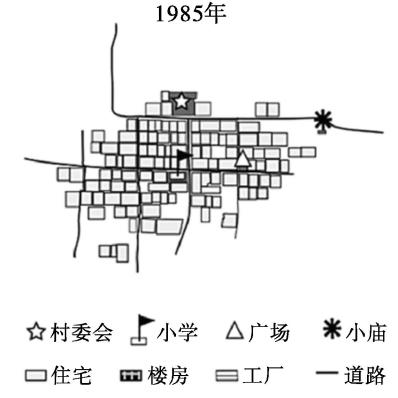 1985年
村委会 小学 广场 小庙
住宅 楼房 工厂 道路